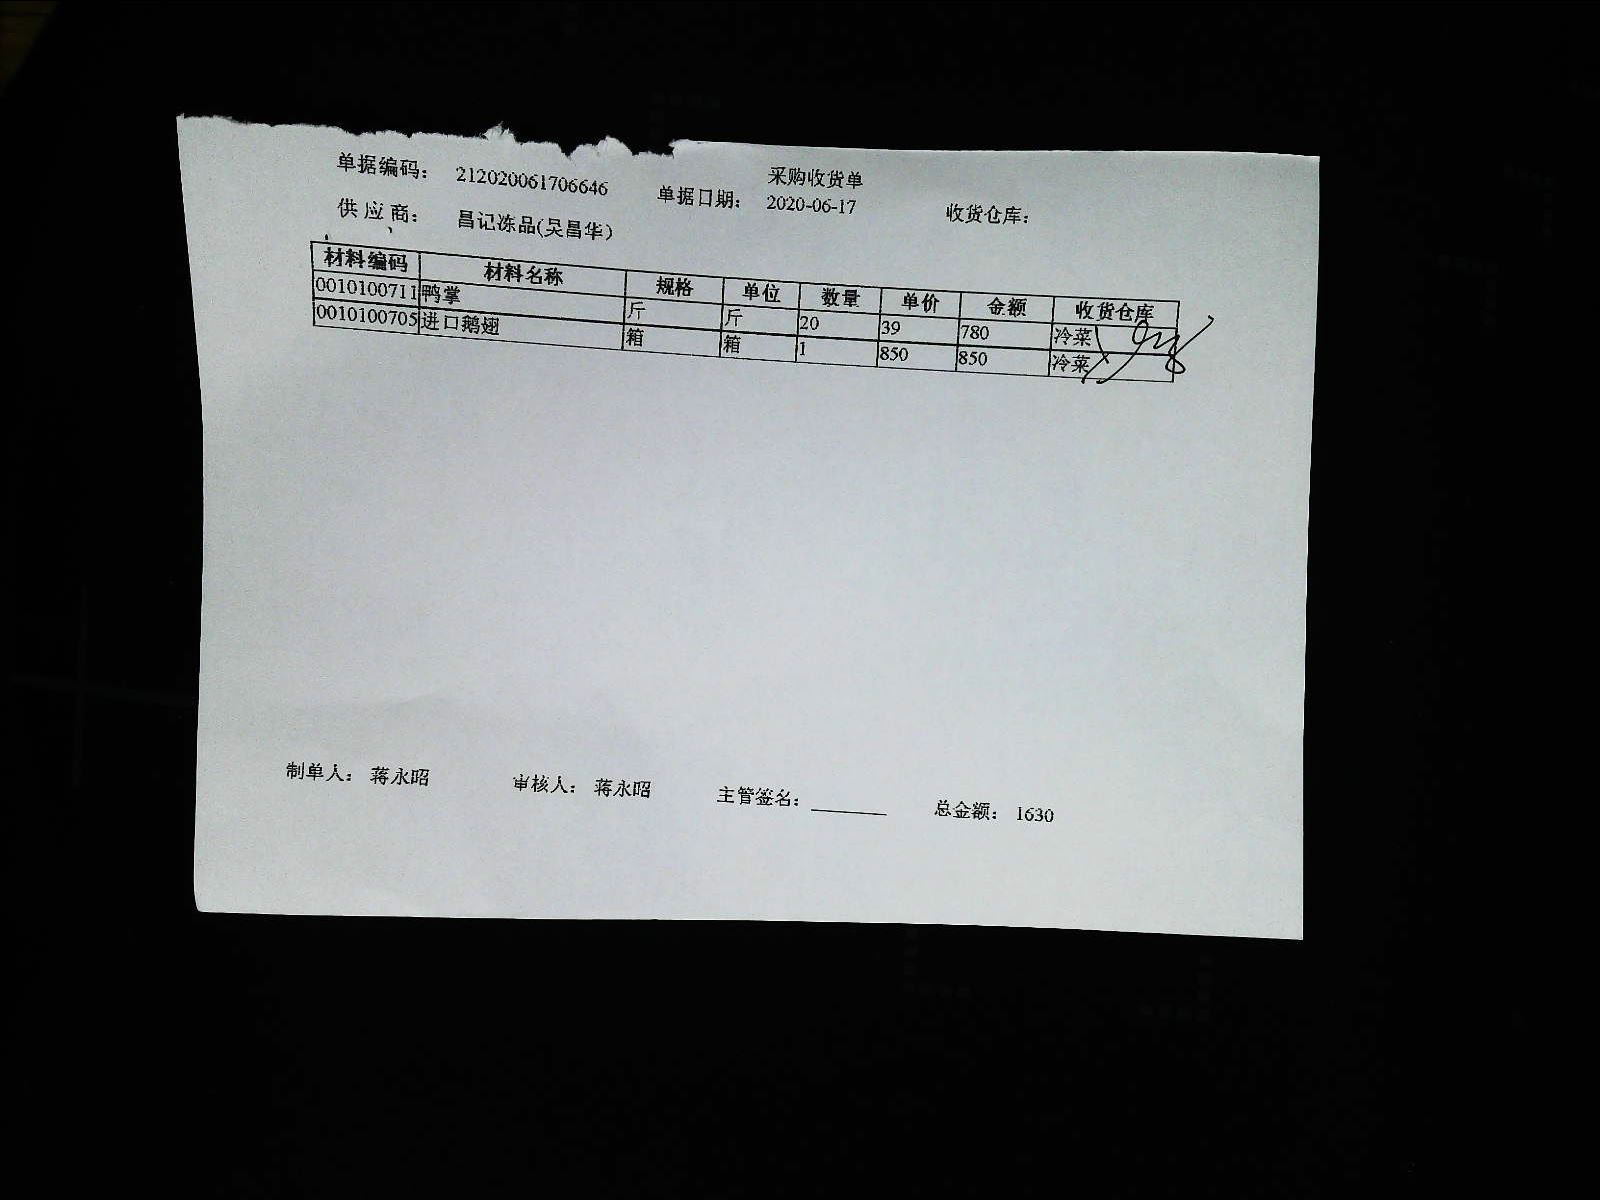 采购收货单
单据编码： 212020061706646 单据日期： 2020-06-17 收货仓库：
供 应 商： 昌记冻品(吴昌华)
材料编码 材料名称 规格 单位 数量 单价 金额 收货仓库
0010100711 鸭掌 斤 斤 20 39 780 冷菜
0010100705 进口鹅翅 箱 箱 1 850 850 冷菜
制单人： 蒋永昭 审核人： 蒋永昭 主管签名： 总金额： 1630